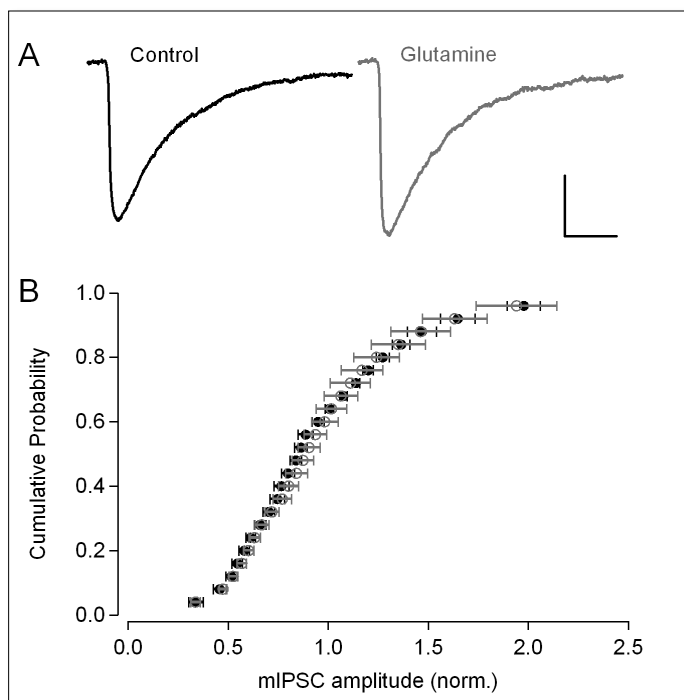 A
Control
Glutamine
B
1.0
0.8
0.6
0.4
0.2
0.0
Cumulative Probability
0.0 0.5 1.0 1.5 2.0 2.5
mIPSC amplitude (norm.)